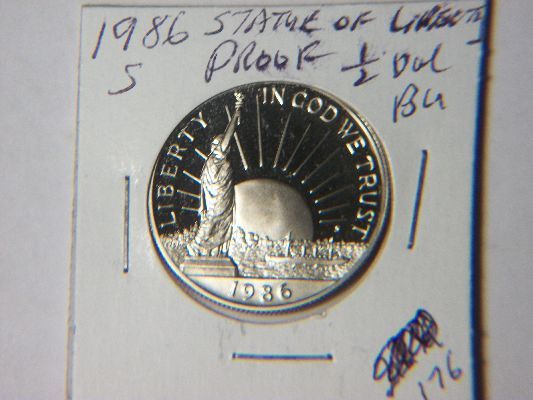 1986 STATUE OF LIBERTY
S PROOF ½ Dol
BU
LIBERTY
IN GOD WE TRUST
1986
176